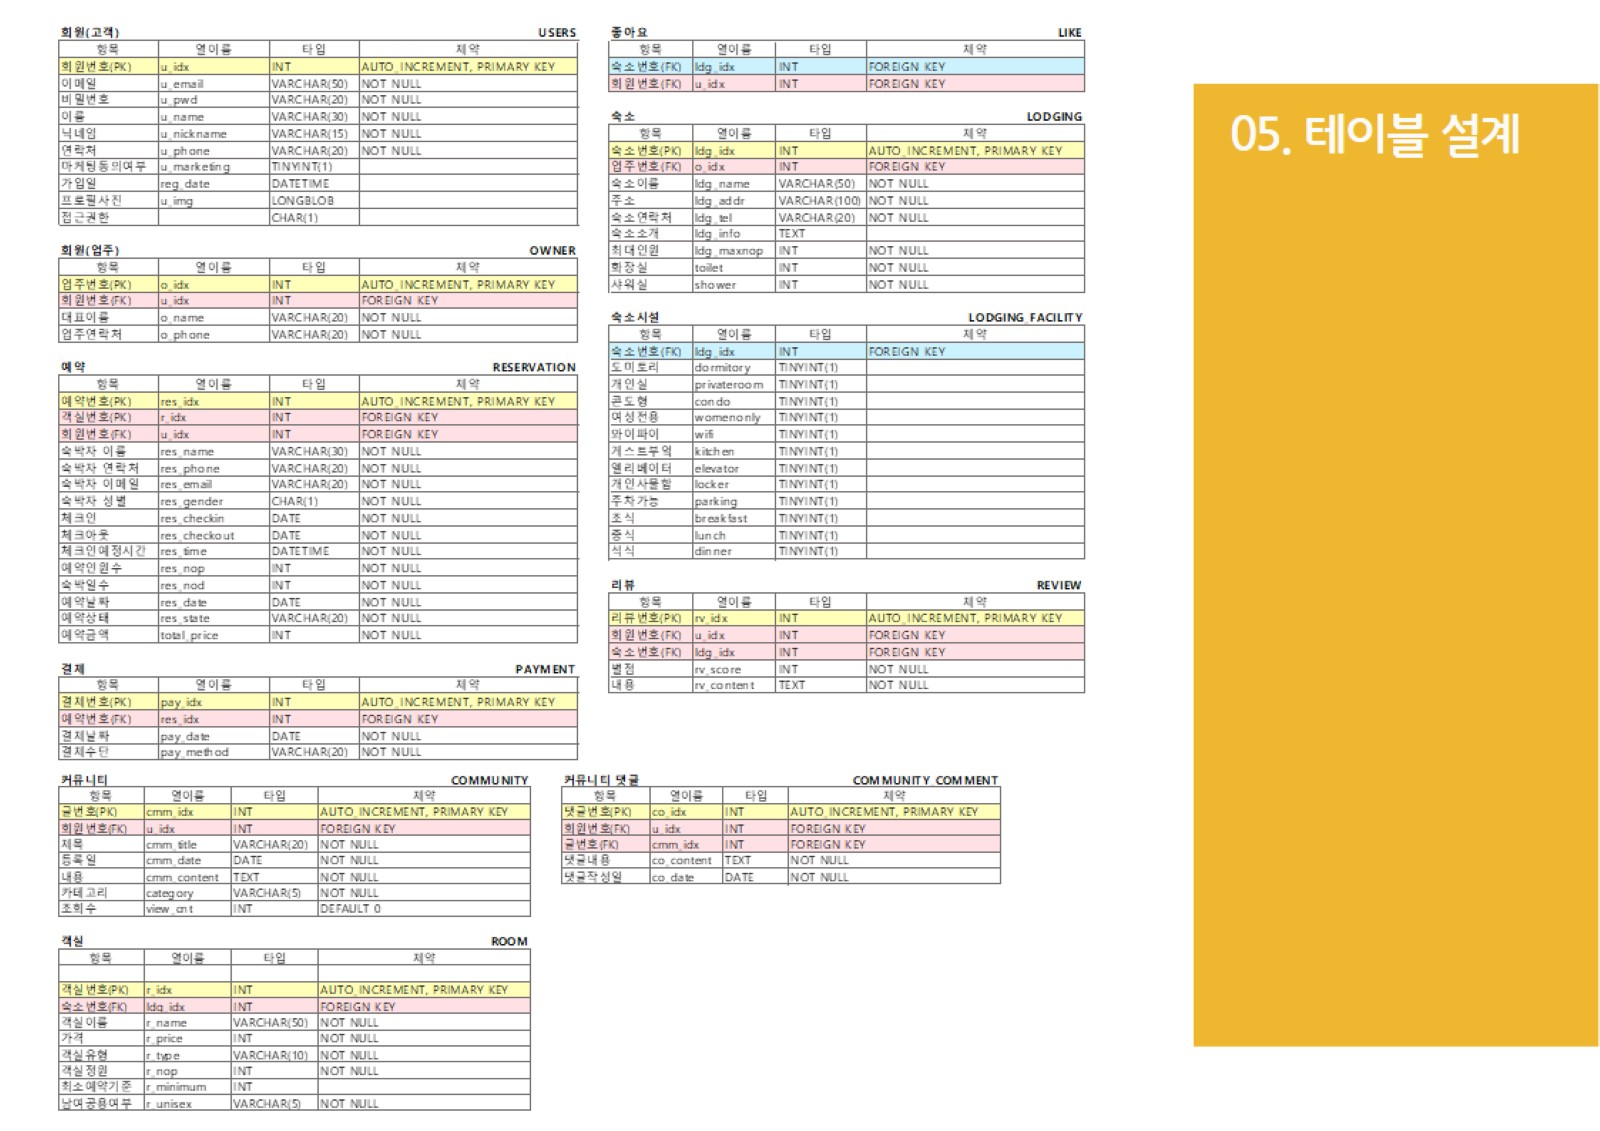 05. 테이블 설계
회원(고객) USERS
항목 열이름 타입 제약
회원번호(PK) u_idx INT AUTO_INCREMENT, PRIMARY KEY
이메일 u_email VARCHAR(50) NOT NULL
비밀번호 u_pwd VARCHAR(20) NOT NULL
이름 u_name VARCHAR(30) NOT NULL
닉네임 u_nickname VARCHAR(15) NOT NULL
연락처 u_phone VARCHAR(20) NOT NULL
마케팅동의여부 u_marketing TINYINT(1)
가입일 reg_date DATETIME
프로필사진 u_img LONGBLOB
접근권한 CHAR(1)
회원(업주) OWNER
항목 열이름 타입 제약
업주번호(PK) o_idx INT AUTO_INCREMENT, PRIMARY KEY
회원번호(FK) u_idx INT FOREIGN KEY
대표이름 o_name VARCHAR(20) NOT NULL
업주연락처 o_phone VARCHAR(20) NOT NULL
예약 RESERVATION
항목 열이름 타입 제약
예약번호(PK) res_idx INT AUTO_INCREMENT, PRIMARY KEY
객실번호(PK) r_idx INT FOREIGN KEY
회원번호(FK) u_idx INT FOREIGN KEY
숙박자 이름 res_name VARCHAR(30) NOT NULL
숙박자 연락처 res_phone VARCHAR(20) NOT NULL
숙박자 이메일 res_email VARCHAR(20) NOT NULL
숙박자 성별 res_gender CHAR(1) NOT NULL
체크인 res_checkin DATE NOT NULL
체크아웃 res_checkout DATE NOT NULL
체크인예정시간 res_time DATETIME NOT NULL
예약인원수 res_nop INT NOT NULL
숙박일수 res_nod INT NOT NULL
예약날짜 res_date DATE NOT NULL
예약상태 res_state VARCHAR(20) NOT NULL
예약금액 total_price INT NOT NULL
결제 PAYMENT
항목 열이름 타입 제약
결제번호(PK) pay_idx INT AUTO_INCREMENT, PRIMARY KEY
예약번호(FK) res_idx INT FOREIGN KEY
결제날짜 pay_date DATE NOT NULL
결제수단 pay_method VARCHAR(20) NOT NULL
좋아요 LIKE
항목 열이름 타입 제약
숙소번호(FK) ldg_idx INT FOREIGN KEY
회원번호(FK) u_idx INT FOREIGN KEY
숙소 LODGING
항목 열이름 타입 제약
숙소번호(PK) ldg_idx INT AUTO_INCREMENT, PRIMARY KEY
업주번호(FK) o_idx INT FOREIGN KEY
숙소이름 ldg_name VARCHAR(50) NOT NULL
주소 ldg_addr VARCHAR(100) NOT NULL
숙소연락처 ldg_tel VARCHAR(20) NOT NULL
숙소소개 ldg_info TEXT
최대인원 ldg_maxnop INT NOT NULL
화장실 toilet INT NOT NULL
샤워실 shower INT NOT NULL
숙소시설 LODGING_FACILITY
항목 열이름 타입 제약
숙소번호(FK) ldg_idx INT FOREIGN KEY
도미토리 dormitory TINYINT(1)
개인실 privateroom TINYINT(1)
콘도형 condo TINYINT(1)
여성전용 womenonly TINYINT(1)
와이파이 wifi TINYINT(1)
게스트부엌 kitchen TINYINT(1)
엘리베이터 elevator TINYINT(1)
개인사물함 locker TINYINT(1)
주차가능 parking TINYINT(1)
조식 breakfast TINYINT(1)
중식 lunch TINYINT(1)
석식 dinner TINYINT(1)
리뷰 REVIEW
항목 열이름 타입 제약
리뷰번호(PK) rv_idx INT AUTO_INCREMENT, PRIMARY KEY
회원번호(FK) u_idx INT FOREIGN KEY
숙소번호(FK) ldg_idx INT FOREIGN KEY
별점 rv_score INT NOT NULL
내용 rv_content TEXT NOT NULL
커뮤니티 COMMUNITY
항목 열이름 타입 제약
글번호(PK) cmm_idx INT AUTO_INCREMENT, PRIMARY KEY
회원번호(FK) u_idx INT FOREIGN KEY
제목 cmm_title VARCHAR(20) NOT NULL
등록일 cmm_date DATE NOT NULL
내용 cmm_content TEXT NOT NULL
카테고리 category VARCHAR(5) NOT NULL
조회수 view_cnt INT DEFAULT 0
커뮤니티 댓글 COMMUNITY_COMMENT
항목 열이름 타입 제약
댓글번호(PK) co_idx INT AUTO_INCREMENT, PRIMARY KEY
회원번호(FK) u_idx INT FOREIGN KEY
글번호(FK) cmm_idx INT FOREIGN KEY
댓글내용 co_content TEXT NOT NULL
댓글작성일 co_date DATE NOT NULL
객실 ROOM
항목 열이름 타입 제약
객실번호(PK) r_idx INT AUTO_INCREMENT, PRIMARY KEY
숙소번호(FK) ldg_idx INT FOREIGN KEY
객실이름 r_name VARCHAR(50) NOT NULL
가격 r_price INT NOT NULL
객실유형 r_type VARCHAR(10) NOT NULL
객실정원 r_nop INT NOT NULL
최소예약기준 r_minimum INT
남여공용여부 r_unisex VARCHAR(5) NOT NULL